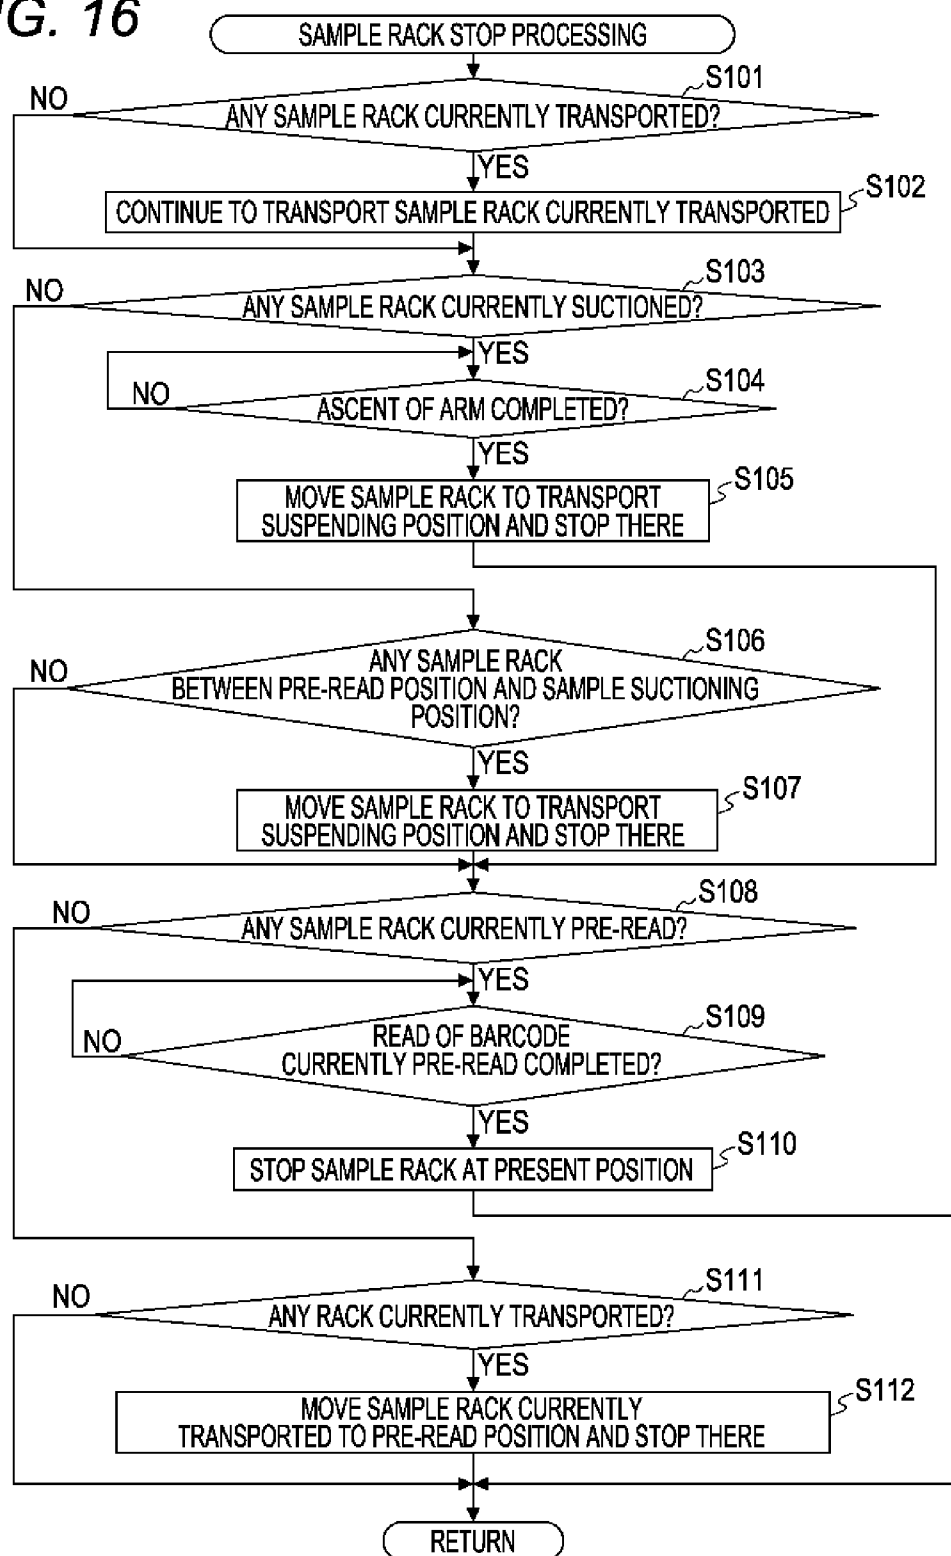 G. 16
SAMPLE RACK STOP PROCESSING
S101
NO
ANY SAMPLE RACK CURRENTLY TRANSPORTED?
YES
S102
CONTINUE TO TRANSPORT SAMPLE RACK CURRENTLY TRANSPORTED
S103
NO
ANY SAMPLE RACK CURRENTLY SUCTIONED?
YES
S104
NO
ASCENT OF ARM COMPLETED?
YES
S105
MOVE SAMPLE RACK TO TRANSPORT
SUSPENDING POSITION AND STOP THERE
S106
NO
ANY SAMPLE RACK
BETWEEN PRE-READ POSITION AND SAMPLE SUCTIONING
POSITION?
YES
S107
MOVE SAMPLE RACK TO TRANSPORT
SUSPENDING POSITION AND STOP THERE
S108
NO
ANY SAMPLE RACK CURRENTLY PRE-READ?
YES
S109
NO
READ OF BARCODE
CURRENTLY PRE-READ COMPLETED?
YES
S110
STOP SAMPLE RACK AT PRESENT POSITION
S111
NO
ANY RACK CURRENTLY TRANSPORTED?
YES
S112
MOVE SAMPLE RACK CURRENTLY
TRANSPORTED TO PRE-READ POSITION AND STOP THERE
RETURN